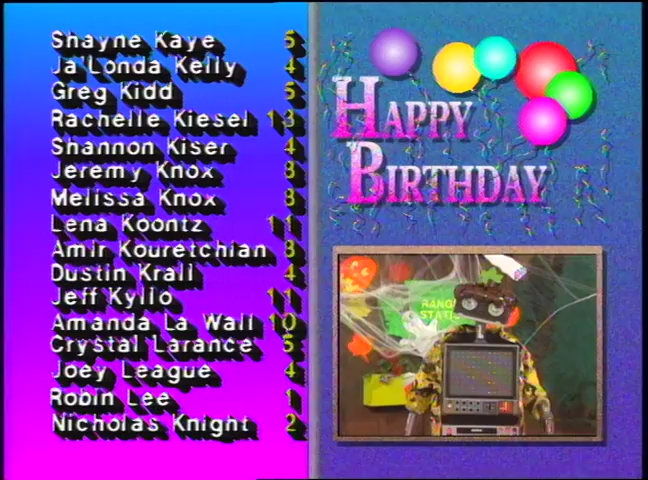 Shayne Kaye 5
Ja'Londa Kelly 4
Greg Kidd 5
Rachelle Kiesel 13
Shannon Kiser 4
Jeremy Knox 8
Melissa Knox 8
Lena Koontz 11
Amir Kouretchian 8
Dustin Krall 4
Jeff Kyllo 11
Amanda La Wall 10
Crystal Larance 5
Joey League 4
Robin Lee 1
Nicholas Knight 2
HAPPY
BIRTHDAY